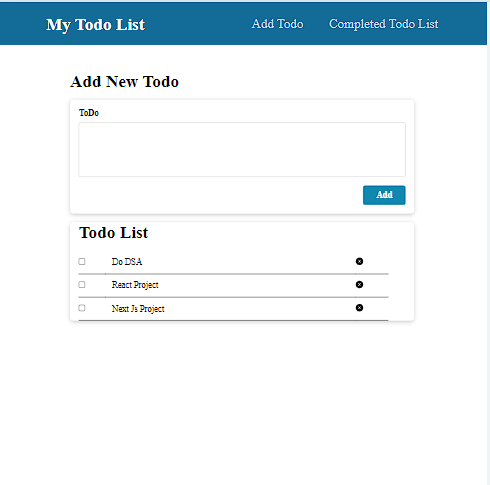 My Todo List Add Todo Completed Todo List
Add New Todo
ToDo
Add
Todo List
Do DSA
React Project
Next Js Project